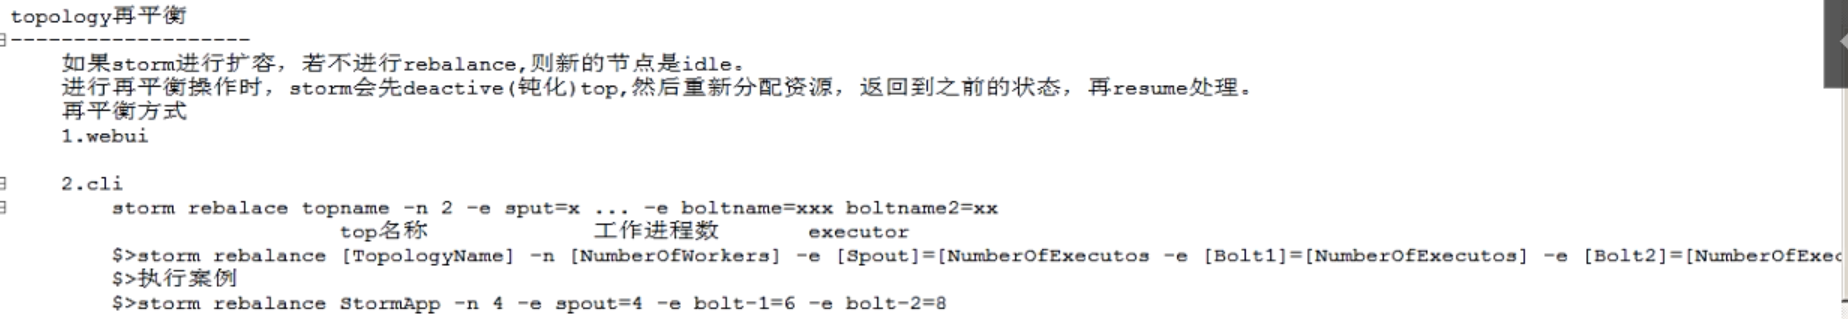 topology再平衡
-------------------
如果storm进行扩容，若不进行rebalance,则新的节点是idle。
进行再平衡操作时，storm会先deactive(钝化)top,然后重新分配资源，返回到之前的状态，再resume处理。
再平衡方式
1.webui
2.cli
storm rebalace topname -n 2 -e sput=x ... -e boltname=xxx boltname2=xx
top名称 工作进程数 executor
$>storm rebalance [TopologyName] -n [NumberOfWorkers] -e [Spout]=[NumberOfExecutos -e [Bolt1]=[NumberOfExecutos] -e [Bolt2]=[NumberOfExec
$>执行案例
$>storm rebalance StormApp -n 4 -e spout=4 -e bolt-1=6 -e bolt-2=8